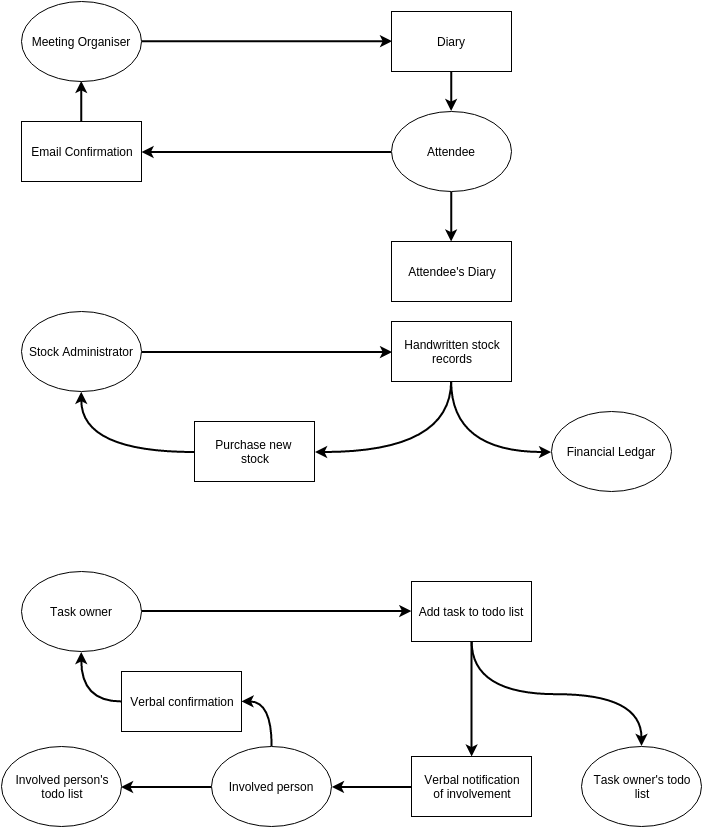 Meeting Organiser
Diary
Email Confirmation
Attendee
Attendee's Diary
Stock Administrator
Handwritten stock
records
Purchase new
stock
Financial Ledgar
Task owner
Add task to todo list
Verbal confirmation
Involved person's
todo list
Involved person
Verbal notification
of involvement
Task owner's todo
list